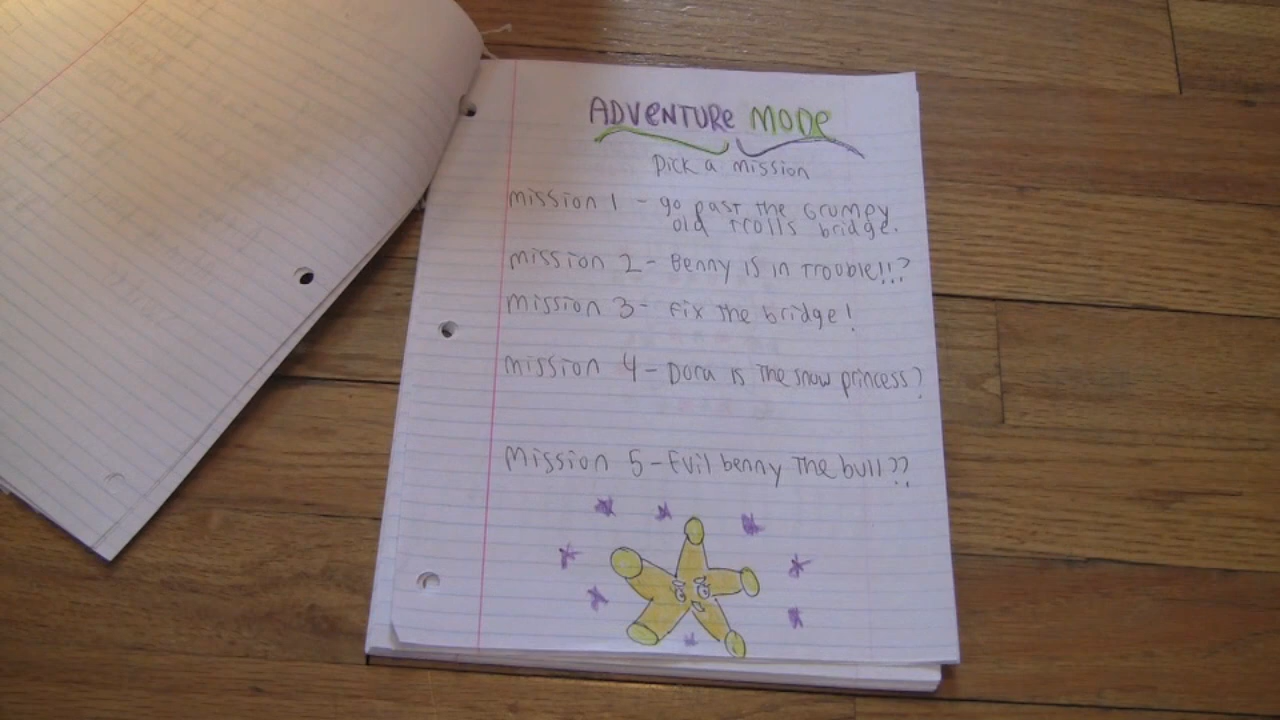 ADVENTURE MODE
Pick a mission
mission 1 - go past the Grumpy
old trolls bridge.
mission 2 - Benny is in trouble!!?
mission 3 - Fix the bridge!
mission 4 - Dora is the snow princess?
mission 5 - Evil benny the bull??